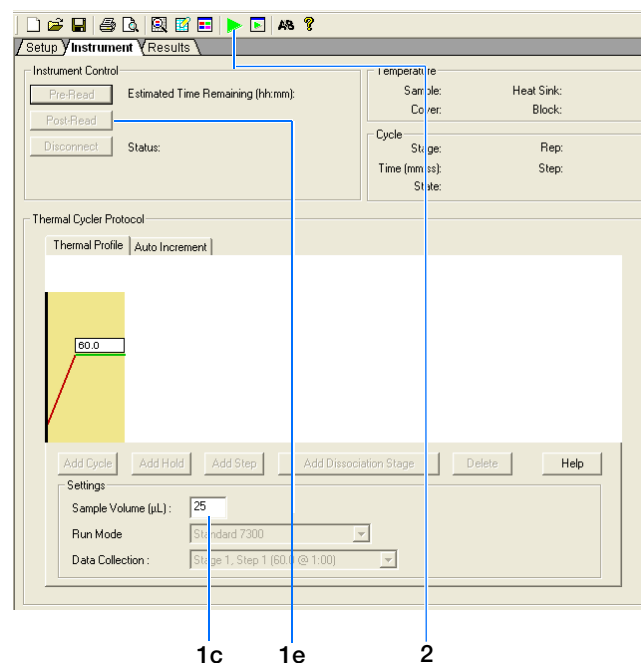 Setup Instrument Results
Instrument Control
Pre-Read Estimated Time Remaining (hh:mm):
Post-Read
Disconnect Status:
Temperature
Sample: Heat Sink:
Cover: Block:
Cycle
Stage: Rep:
Time (mm:ss): Step:
State:
Thermal Cycler Protocol
Thermal Profile Auto Increment
60.0
Add Cycle Add Hold Add Step Add Dissociation Stage Delete Help
Settings
Sample Volume (µL) : 25
Run Mode Standard 7300
Data Collection : Stage 1, Step 1 (60.0 @ 1:00)
1c 1e 2